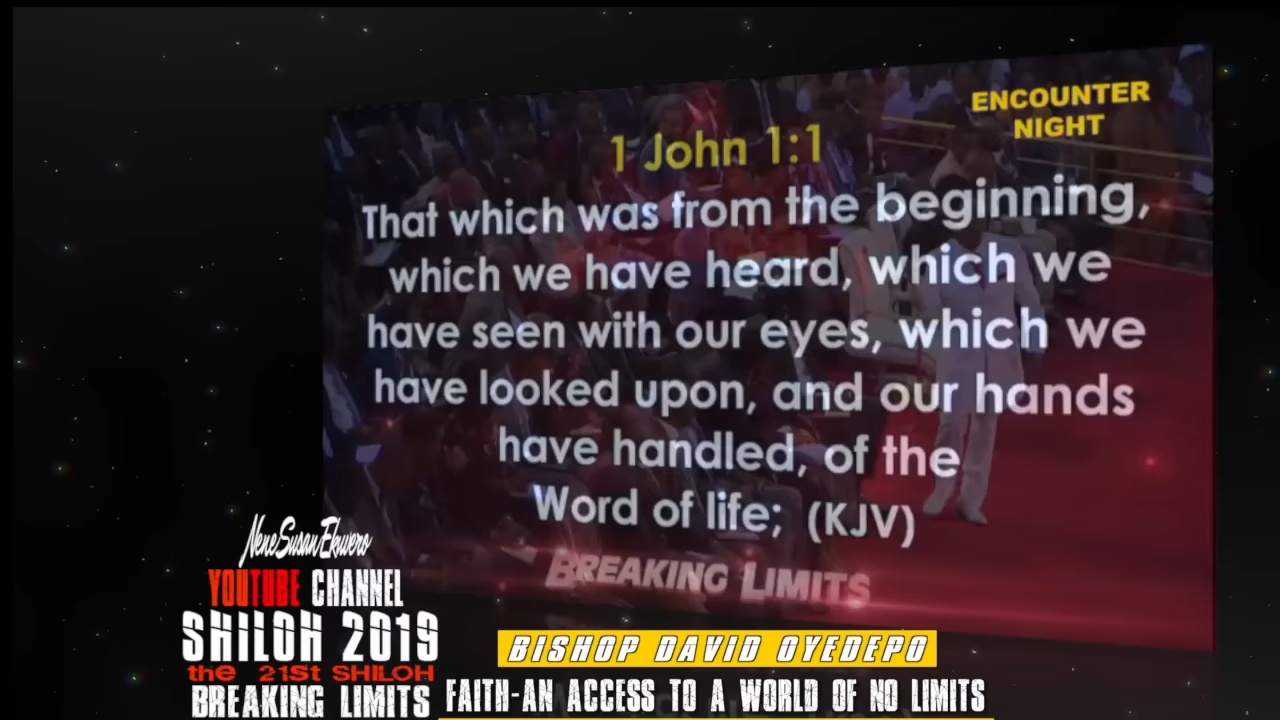 ENCOUNTER
NIGHT
1 John 1:1
That which was from the beginning,
which we have heard, which we
have seen with our eyes, which we
have looked upon, and our hands
have handled, of the
Word of life; (KJV)
BREAKING LIMITS
NeneSusanEkwero
YOUTUBE CHANNEL
SHILOH 2019
the 21st SHILOH
BREAKING LIMITS
BISHOP DAVID OYEDEPO
FAITH-AN ACCESS TO A WORLD OF NO LIMITS